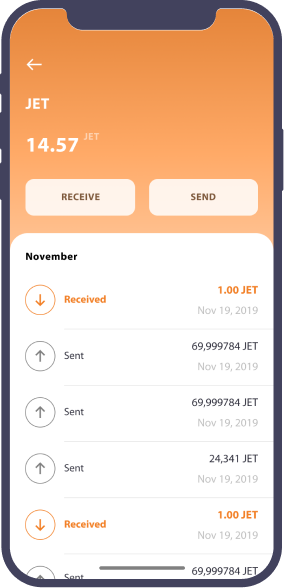 JET
14.57 JET
RECEIVE SEND
November
Received 1.00 JET
Nov 19, 2019
Sent 69,999784 JET
Nov 19, 2019
Sent 69,999784 JET
Nov 19, 2019
Sent 24,341 JET
Nov 19, 2019
Received 1.00 JET
Nov 19, 2019
Sent 69,999784 JET